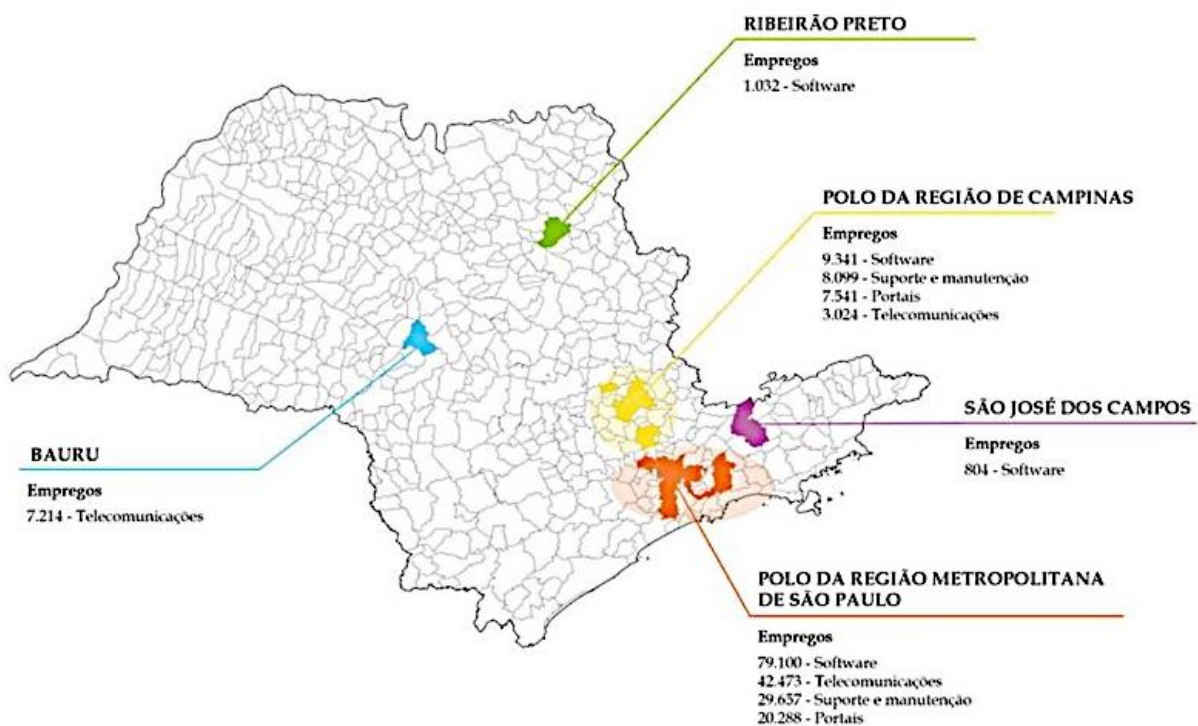 RIBEIRÃO PRETO
Empregos
1.032 - Software
POLO DA REGIÃO DE CAMPINAS
Empregos
9.341 - Software
8.099 - Suporte e manutenção
7.541 - Portais
3.024 - Telecomunicações
SÃO JOSÉ DOS CAMPOS
Empregos
804 - Software
BAURU
Empregos
7.214 - Telecomunicações
POLO DA REGIÃO METROPOLITANA
DE SÃO PAULO
Empregos
79.100 - Software
42.473 - Telecomunicações
29.657 - Suporte e manutenção
20.288 - Portais